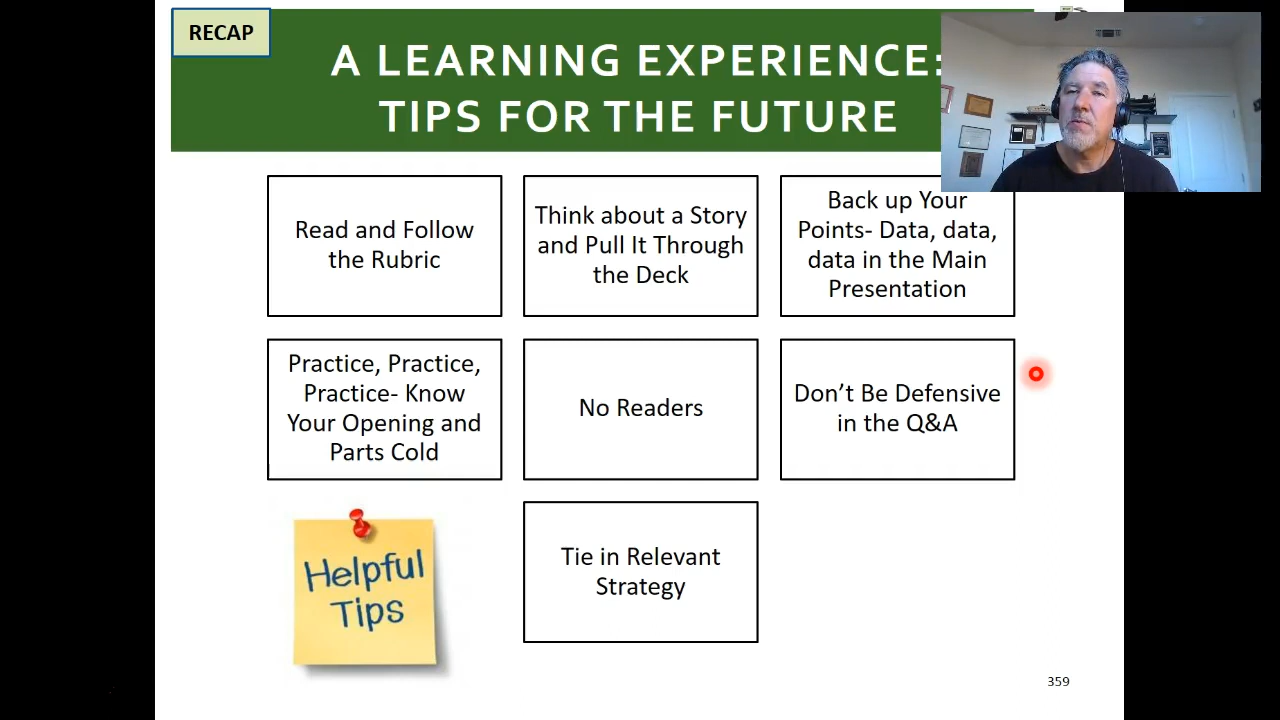 RECAP
A LEARNING EXPERIENCE:
TIPS FOR THE FUTURE
Read and Follow
the Rubric
Think about a Story
and Pull It Through
the Deck
Back up Your
Points- Data, data,
data in the Main
Presentation
Practice, Practice,
Practice- Know
Your Opening and
Parts Cold
No Readers
Don’t Be Defensive
in the Q&A
Helpful
Tips
Tie in Relevant
Strategy
359